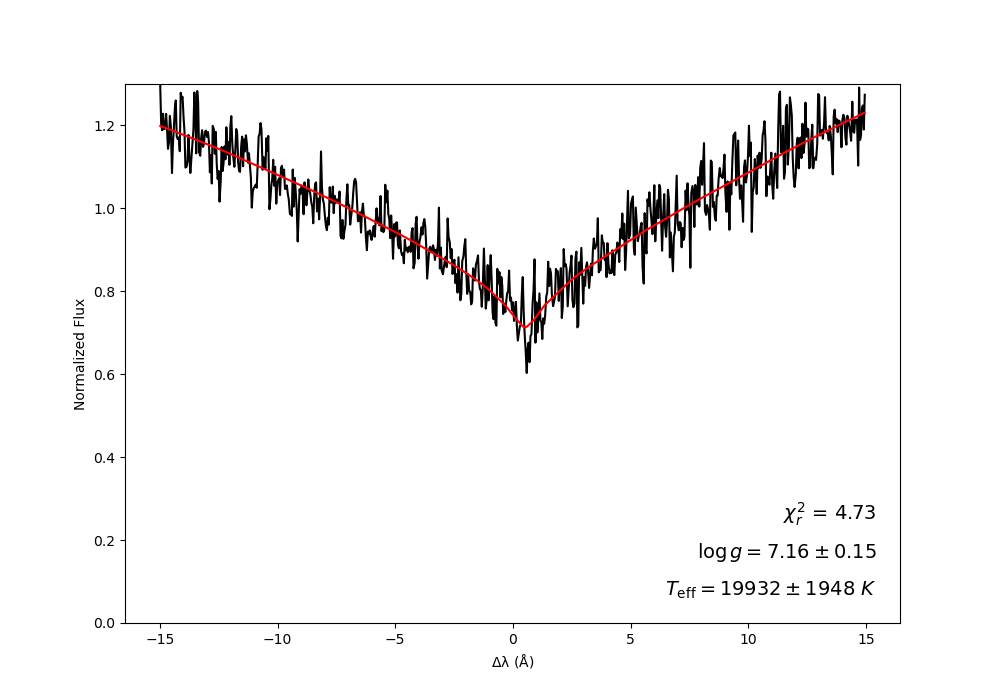 1.2
1.0
0.8
0.6
0.4
0.2
0.0
Normalized Flux
χ²ᵣ = 4.73
log g = 7.16 ± 0.15
T_eff = 19932 ± 1948 K
−15 −10 −5 0 5 10 15
Δλ (Å)